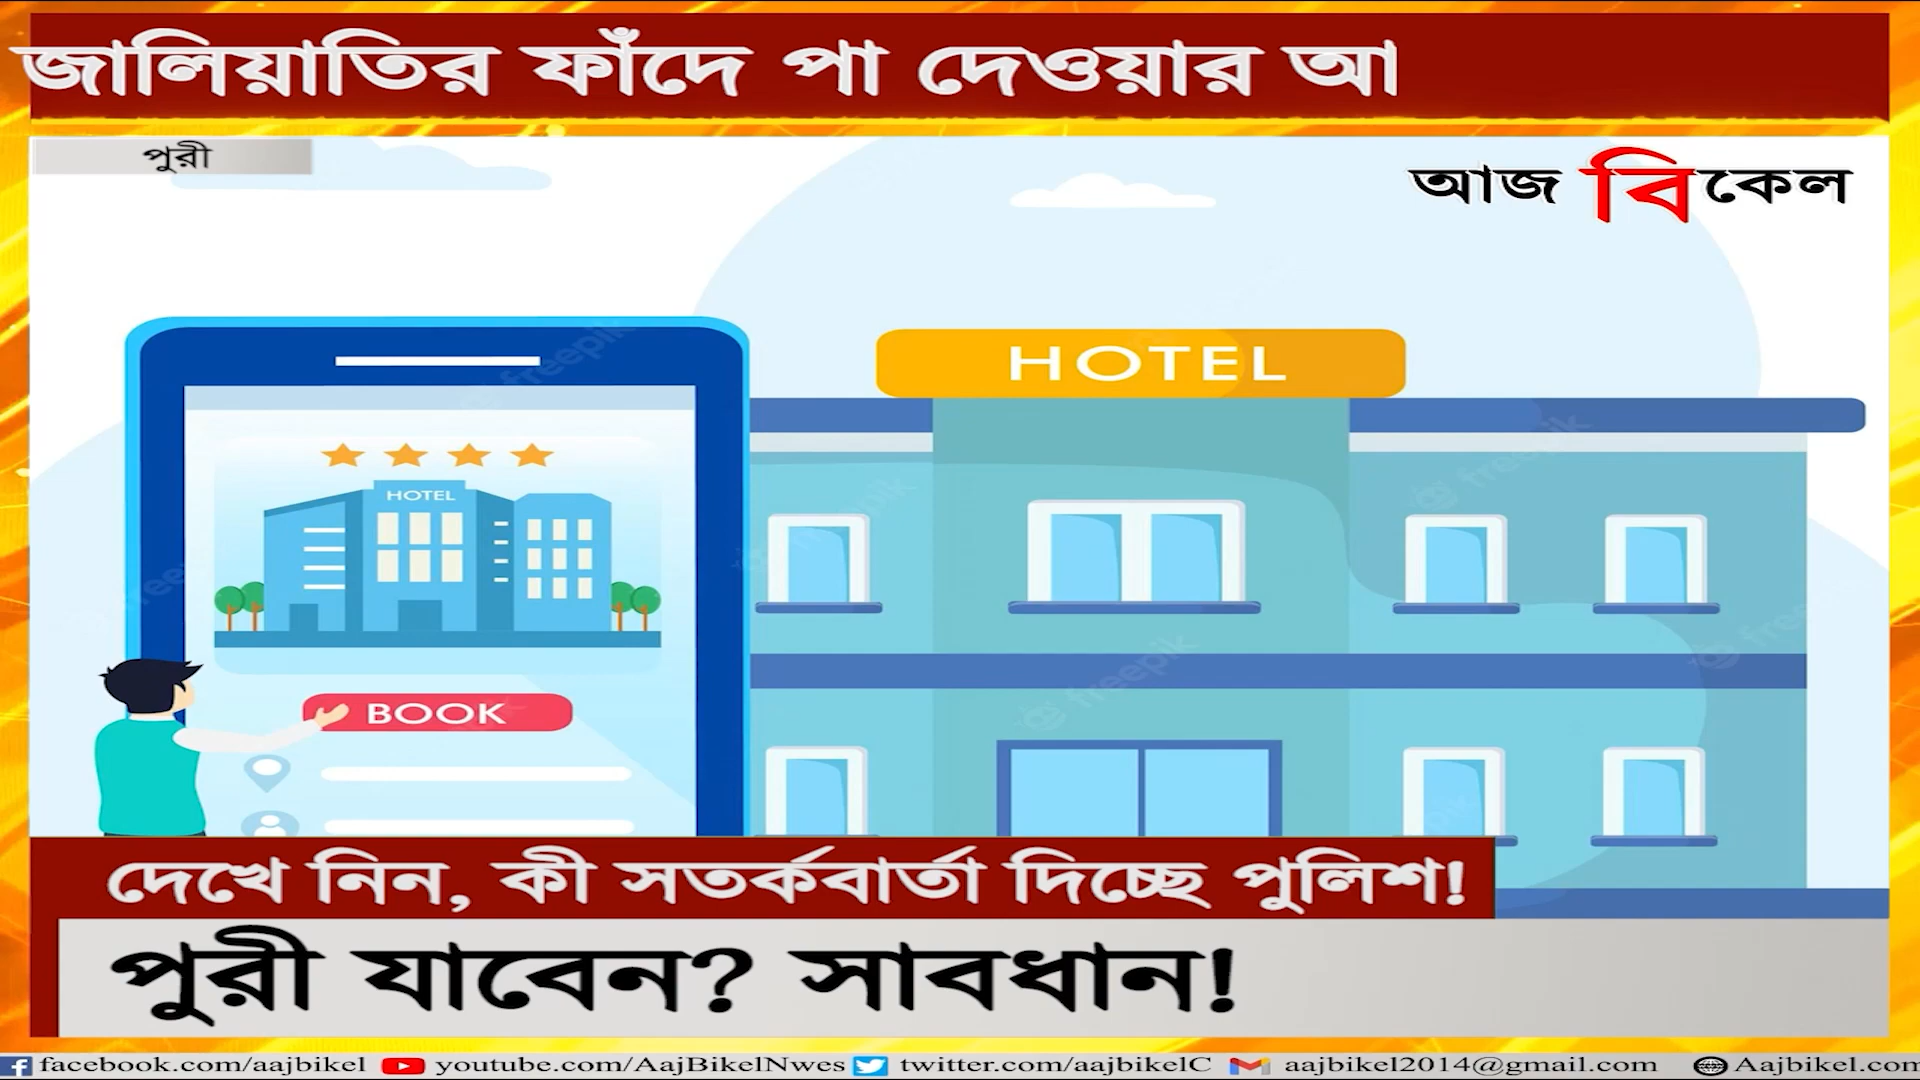 জালিয়াতির ফাঁদে পা দেওয়ার আ
পুরী
আজ বিকেল
HOTEL
HOTEL
BOOK
দেখে নিন, কী সতর্কবার্তা দিচ্ছে পুলিশ!
পুরী যাবেন? সাবধান!
facebook.com/aajbikel youtube.com/AajBikelNwes twitter.com/aajbikelC aajbikel2014@gmail.com Aajbikel.com